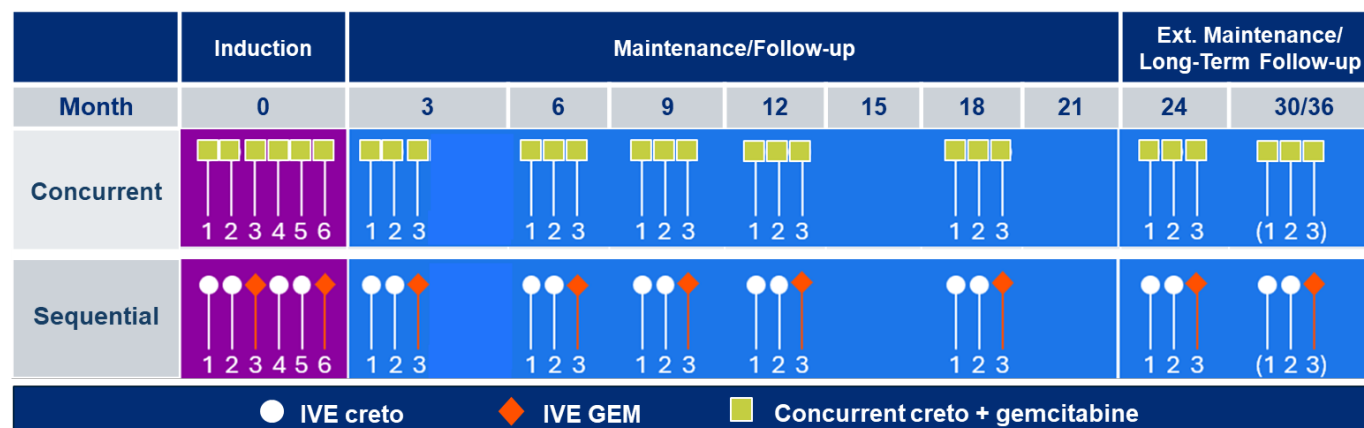 Induction Maintenance/Follow-up Ext. Maintenance/
Long-Term Follow-up
Month 0 3 6 9 12 15 18 21 24 30/36
Concurrent
1 2 3 4 5 6 1 2 3 1 2 3 1 2 3 1 2 3 1 2 3 1 2 3 (1 2 3)
Sequential
1 2 3 4 5 6 1 2 3 1 2 3 1 2 3 1 2 3 1 2 3 1 2 3 (1 2 3)
IVE creto IVE GEM Concurrent creto + gemcitabine